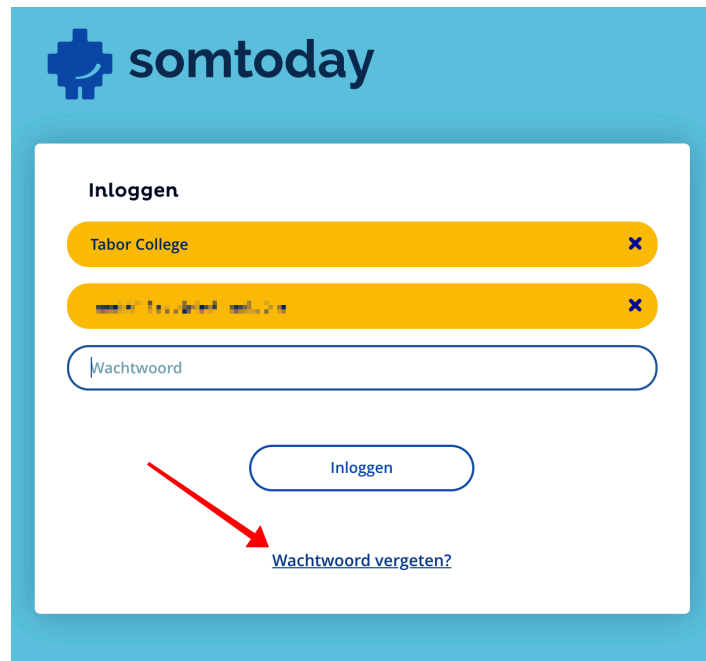 somtoday
Inloggen
Tabor College
Wachtwoord
Inloggen
Wachtwoord vergeten?